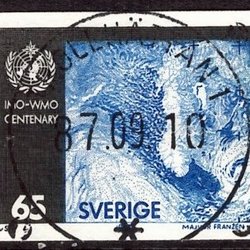 IMO-WMO
CENTENARY
87.09.10
65
SVERIGE
MAJVOR FRANZÉN